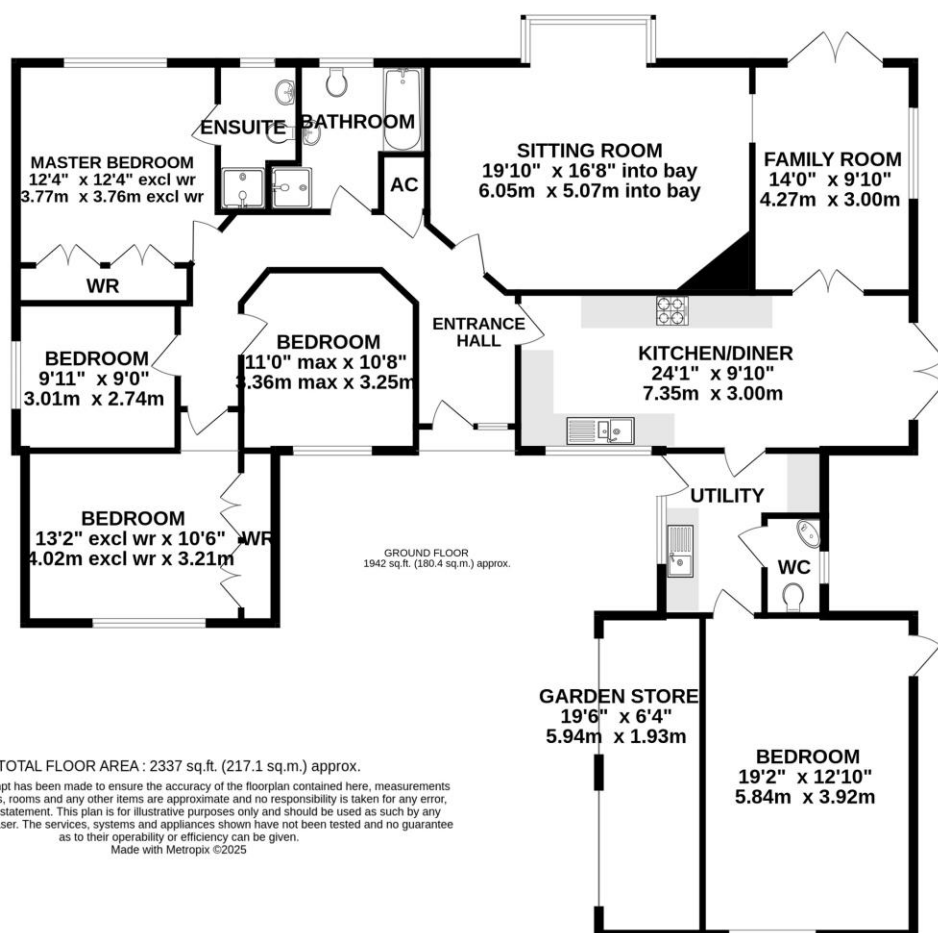 MASTER BEDROOM
12'4" x 12'4" excl wr
3.77m x 3.76m excl wr
ENSUITE
BATHROOM
AC
SITTING ROOM
19'10" x 16'8" into bay
6.05m x 5.07m into bay
FAMILY ROOM
14'0" x 9'10"
4.27m x 3.00m
WR
BEDROOM
9'11" x 9'0"
3.01m x 2.74m
BEDROOM
11'0" max x 10'8"
3.36m max x 3.25m
ENTRANCE
HALL
KITCHEN/DINER
24'1" x 9'10"
7.35m x 3.00m
BEDROOM
13'2" excl wr x 10'6"
4.02m excl wr x 3.21m
WR
GROUND FLOOR
1942 sq.ft. (180.4 sq.m.) approx.
UTILITY
WC
GARDEN STORE
19'6" x 6'4"
5.94m x 1.93m
BEDROOM
19'2" x 12'10"
5.84m x 3.92m
TOTAL FLOOR AREA : 2337 sq.ft. (217.1 sq.m.) approx.
has been made to ensure the accuracy of the floorplan contained here, measurements
rooms and any other items are approximate and no responsibility is taken for any error,
statement. This plan is for illustrative purposes only and should be used as such by any
The services, systems and appliances shown have not been tested and no guarantee
as to their operability or efficiency can be given.
Made with Metropix ©2025